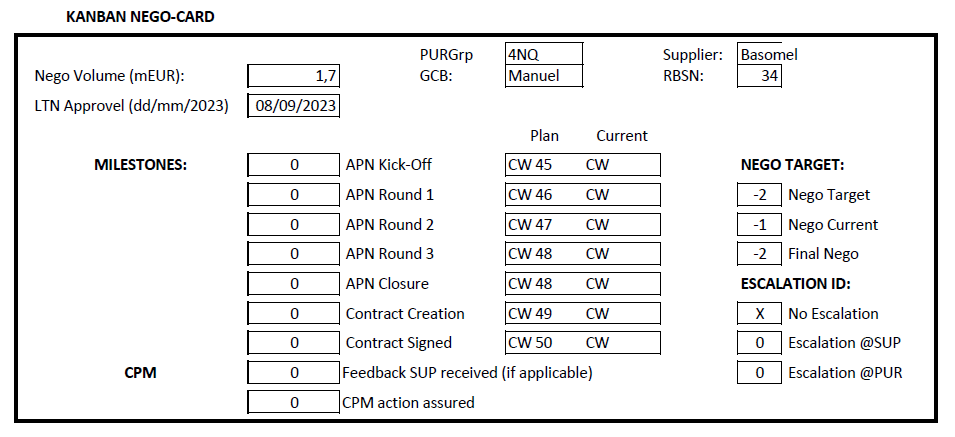 KANBAN NEGO-CARD
PURGrp 4NQ Supplier: Basomel
Nego Volume (mEUR): 1,7 GCB: Manuel RBSN: 34
LTN Approvel (dd/mm/2023) 08/09/2023
Plan Current
MILESTONES: 0 APN Kick-Off CW 45 CW NEGO TARGET:
0 APN Round 1 CW 46 CW -2 Nego Target
0 APN Round 2 CW 47 CW -1 Nego Current
0 APN Round 3 CW 48 CW -2 Final Nego
0 APN Closure CW 48 CW ESCALATION ID:
0 Contract Creation CW 49 CW X No Escalation
0 Contract Signed CW 50 CW 0 Escalation @SUP
CPM 0 Feedback SUP received (if applicable) 0 Escalation @PUR
0 CPM action assured